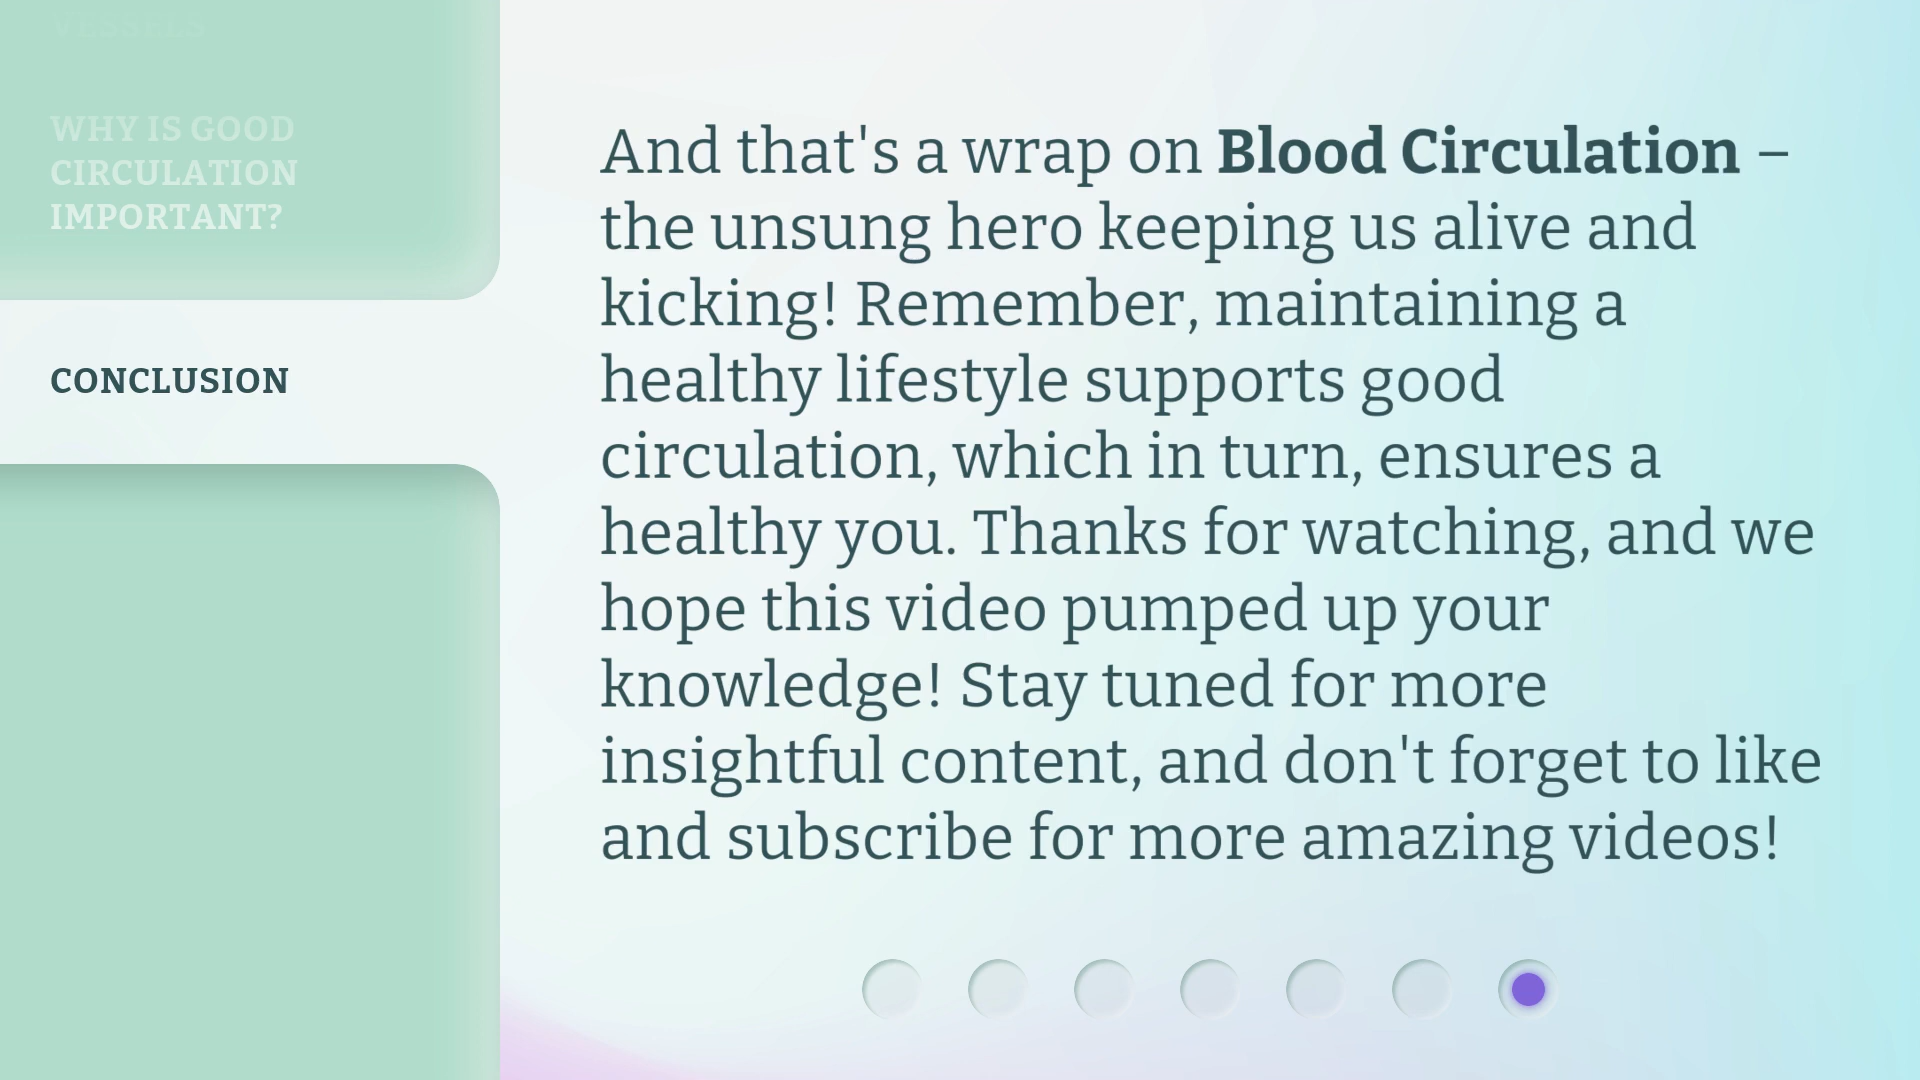 VESSELS
WHY IS GOOD
CIRCULATION
IMPORTANT?
CONCLUSION
And that's a wrap on Blood Circulation –
the unsung hero keeping us alive and
kicking! Remember, maintaining a
healthy lifestyle supports good
circulation, which in turn, ensures a
healthy you. Thanks for watching, and we
hope this video pumped up your
knowledge! Stay tuned for more
insightful content, and don't forget to like
and subscribe for more amazing videos!